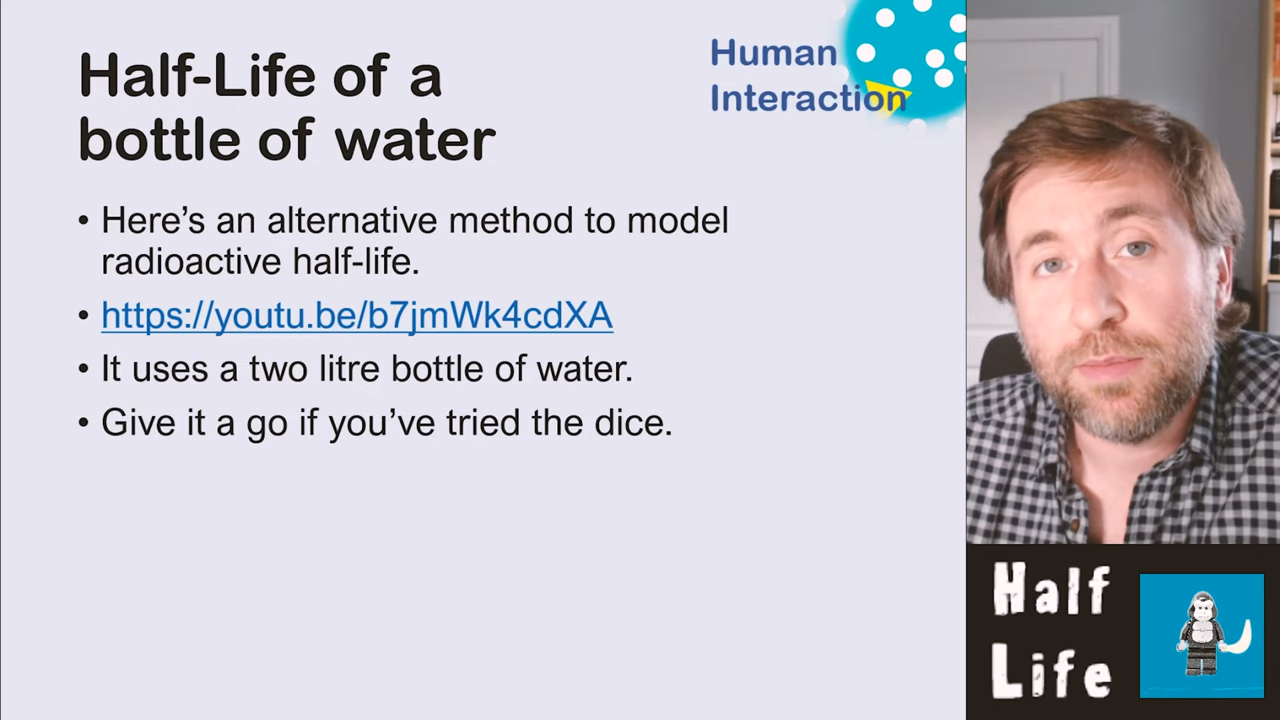 Half-Life of a
bottle of water
Human
Interaction
• Here’s an alternative method to model
radioactive half-life.
• https://youtu.be/b7jmWk4cdXA
• It uses a two litre bottle of water.
• Give it a go if you’ve tried the dice.
Half
Life